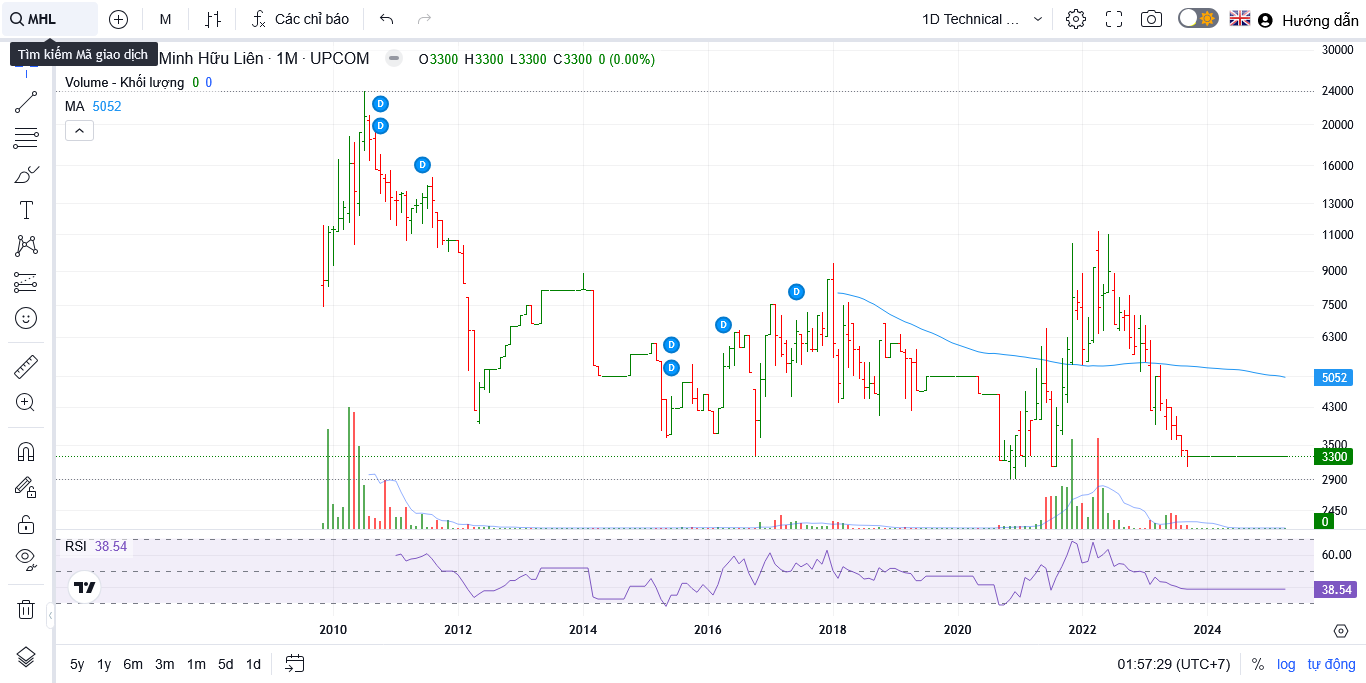 MHL
M
Các chỉ báo
1D Technical ...
Hướng dẫn
Tìm kiếm Mã giao dịch
Minh Hữu Liên · 1M · UPCOM
O3300 H3300 L3300 C3300 0 (0.00%)
Volume - Khối lượng 0 0
MA 5052
D
D
D
D
D
D
D
30000
24000
20000
16000
13000
11000
9000
7500
6300
5052
4300
3500
3300
2900
2450
0
RSI 38.54
60.00
38.54
2010 2012 2014 2016 2018 2020 2022 2024
5y 1y 6m 3m 1m 5d 1d
01:57:29 (UTC+7) % log tự động